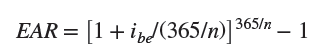 EAR = [1 + i_be/(365/n)]^365/n − 1